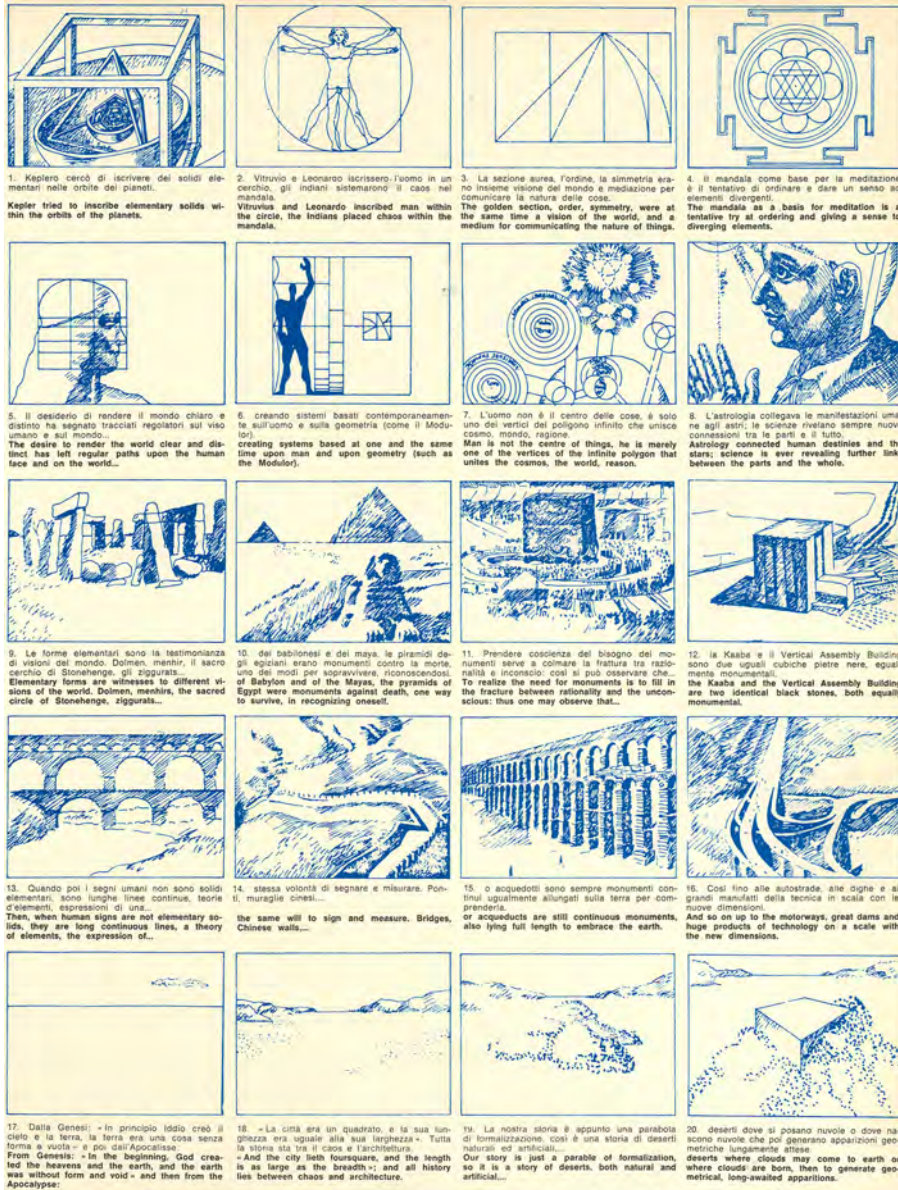 1. Keplero cercò di iscrivere dei solidi ele-
mentari nelle orbite dei pianeti.
Kepler tried to inscribe elementary solids wi-
thin the orbits of the planets.
2. Vitruvio e Leonardo iscrissero l'uomo in un
cerchio, gli indiani sistemarono il caos nel
mandala.
Vitruvius and Leonardo inscribed man within
the circle, the Indians placed chaos within the
mandala.
3. La sezione aurea, l'ordine, la simmetria era-
no insieme visione del mondo e mediazione per
comunicare la natura delle cose.
The golden section, order, symmetry, were at
the same time a vision of the world, and a
medium for communicating the nature of things.
4. Il mandala come base per la meditazione
è il tentativo di ordinare e dare un senso ad
elementi divergenti.
The mandala as a basis for meditation is a
tentative try at ordering and giving a sense to
diverging elements.
5. Il desiderio di rendere il mondo chiaro e
distinto ha segnato tracciati regolatori sul viso
umano e sul mondo...
The desire to render the world clear and dis-
tinct has left regular paths upon the human
face and on the world...
6. creando sistemi basati contemporaneamen-
te sull'uomo e sulla geometria (come il Modu-
lor).
creating systems based at one and the same
time upon man and upon geometry (such as
the Modulor).
7. L'uomo non è il centro delle cose, è solo
uno dei vertici del poligono infinito che unisce
cosmo, mondo, ragione.
Man is not the centre of things, he is merely
one of the vertices of the infinite polygon that
unites the cosmos, the world, reason.
8. L'astrologia collegava le manifestazioni uma
ne agli astri; le scienze rivelano sempre nuov
connessioni tra le parti e il tutto.
Astrology connected human destinies and the
stars; science is ever revealing further link
between the parts and the whole.
9. Le forme elementari sono la testimonianza
di visioni del mondo. Dolmen, menhir, il sacro
cerchio di Stonehenge, gli ziggurats...
Elementary forms are witnesses to different vi-
sions of the world. Dolmen, menhirs, the sacred
circle of Stonehenge, ziggurats...
10. dei babilonesi e dei maya, le piramidi de-
gli egiziani erano monumenti contro la morte,
uno dei modi per sopravvivere, riconoscendosi.
of Babylon and of the Mayas, the pyramids of
Egypt were monuments against death, one way
to survive, in recognizing oneself.
11. Prendere coscienza del bisogno dei mo-
numenti serve a colmare la frattura tra razio-
nalità e inconscio: così si può osservare che...
To realize the need for monuments is to fill in
the fracture between rationality and the uncon-
scious: thus one may observe that...
12. la Kaaba e il Vertical Assembly Building
sono due uguali cubiche pietre nere, egual
mente monumentali.
the Kaaba and the Vertical Assembly Building
are two identical black stones, both equally
monumental.
13. Quando poi i segni umani non sono solidi
elementari, sono lunghe linee continue, teorie
d'elementi, espressioni di una...
Then, when human signs are not elementary so-
lids, they are long continuous lines, a theory
of elements, the expression of...
14. stessa volontà di segnare e misurare. Pon-
ti, muraglie cinesi....
the same will to sign and measure. Bridges,
Chinese walls,...
15. o acquedotti sono sempre monumenti con-
tinui ugualmente allungati sulla terra per com-
prenderla.
or acqueducts are still continuous monuments,
also lying full length to embrace the earth.
16. Così fino alle autostrade, alle dighe e ai
grandi manufatti della tecnica in scala con le
nuove dimensioni.
And so on up to the motorways, great dams and
huge products of technology on a scale with
the new dimensions.
17. Dalla Genesi: « In principio Iddio creò il
cielo e la terra, la terra era una cosa senza
forma e vuota » e poi dall'Apocalisse:
From Genesis: « In the beginning, God crea-
ted the heavens and the earth, and the earth
was without form and void » and then from the
Apocalypse:
18. « La città era un quadrato, e la sua lun-
ghezza era uguale alla sua larghezza ». Tutta
la storia sta tra il caos e l'architettura.
« And the city lieth foursquare, and the length
is as large as the breadth »; and all history
lies between chaos and architecture.
19. La nostra storia è appunto una parabola
di formalizzazione, così è una storia di deserti
naturali ed artificiali,...
Our story is just a parable of formalization,
so it is a story of deserts, both natural and
artificial,...
20. deserti dove si posano nuvole o dove na-
scono nuvole che poi generano apparizioni geo-
metriche lungamente attese.
deserts where clouds may come to earth or
where clouds are born, then to generate geo-
metrical, long-awaited apparitions.